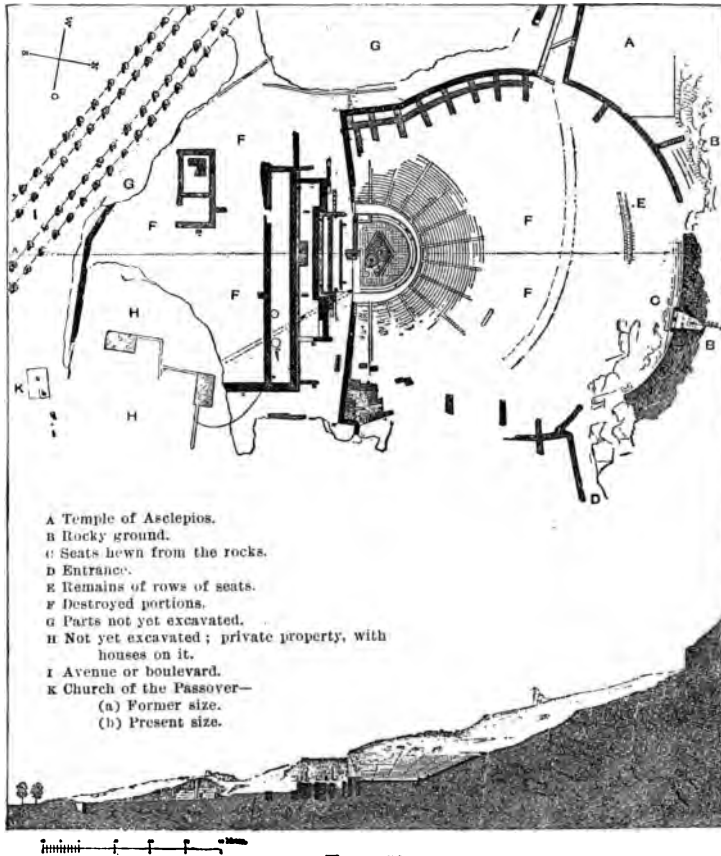 W
G
A
B
F
G
I
E
F
F
F
F
C
B
H
K
H
D
A Temple of Asclepios.
B Rocky ground.
C Seats hewn from the rocks.
D Entrance.
E Remains of rows of seats.
F Destroyed portions.
G Parts not yet excavated.
H Not yet excavated; private property, with
houses on it.
I Avenue or boulevard.
K Church of the Passover—
(a) Former size.
(b) Present size.